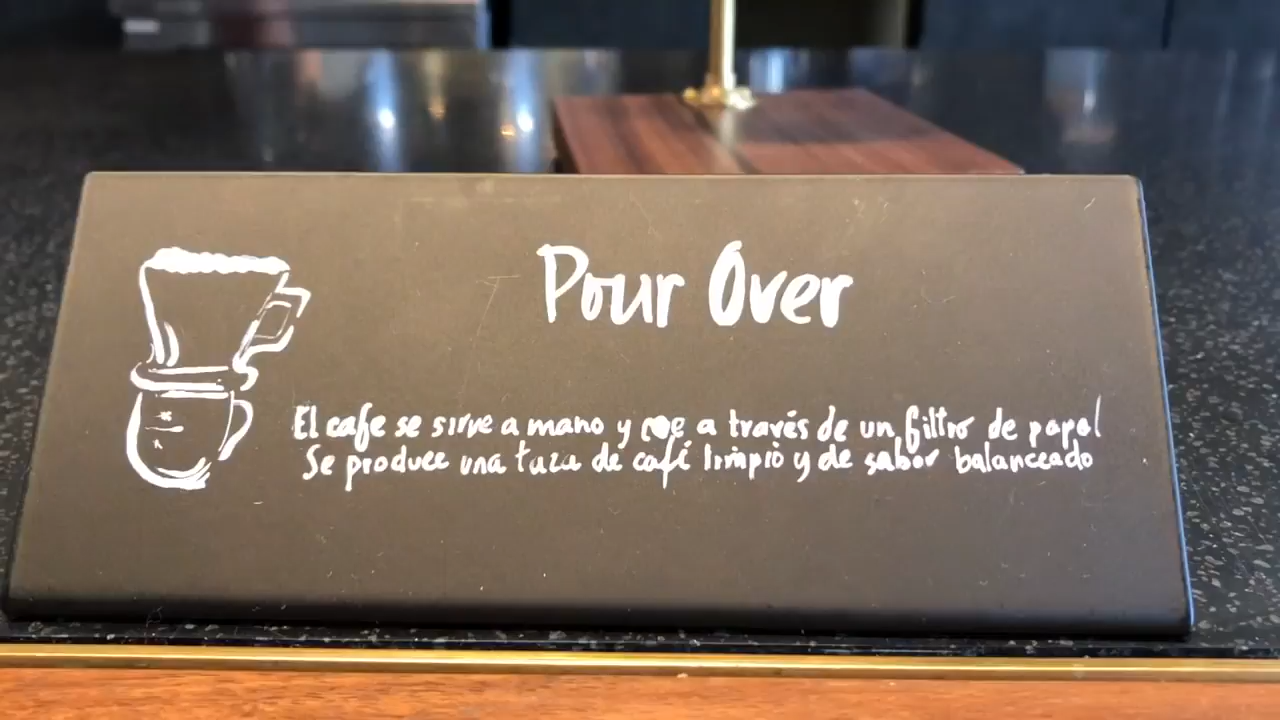 Pour Over
El cafe se sirve a mano y cae a través de un filtro de papel
Se produce una taza de café limpio y de sabor balanceado